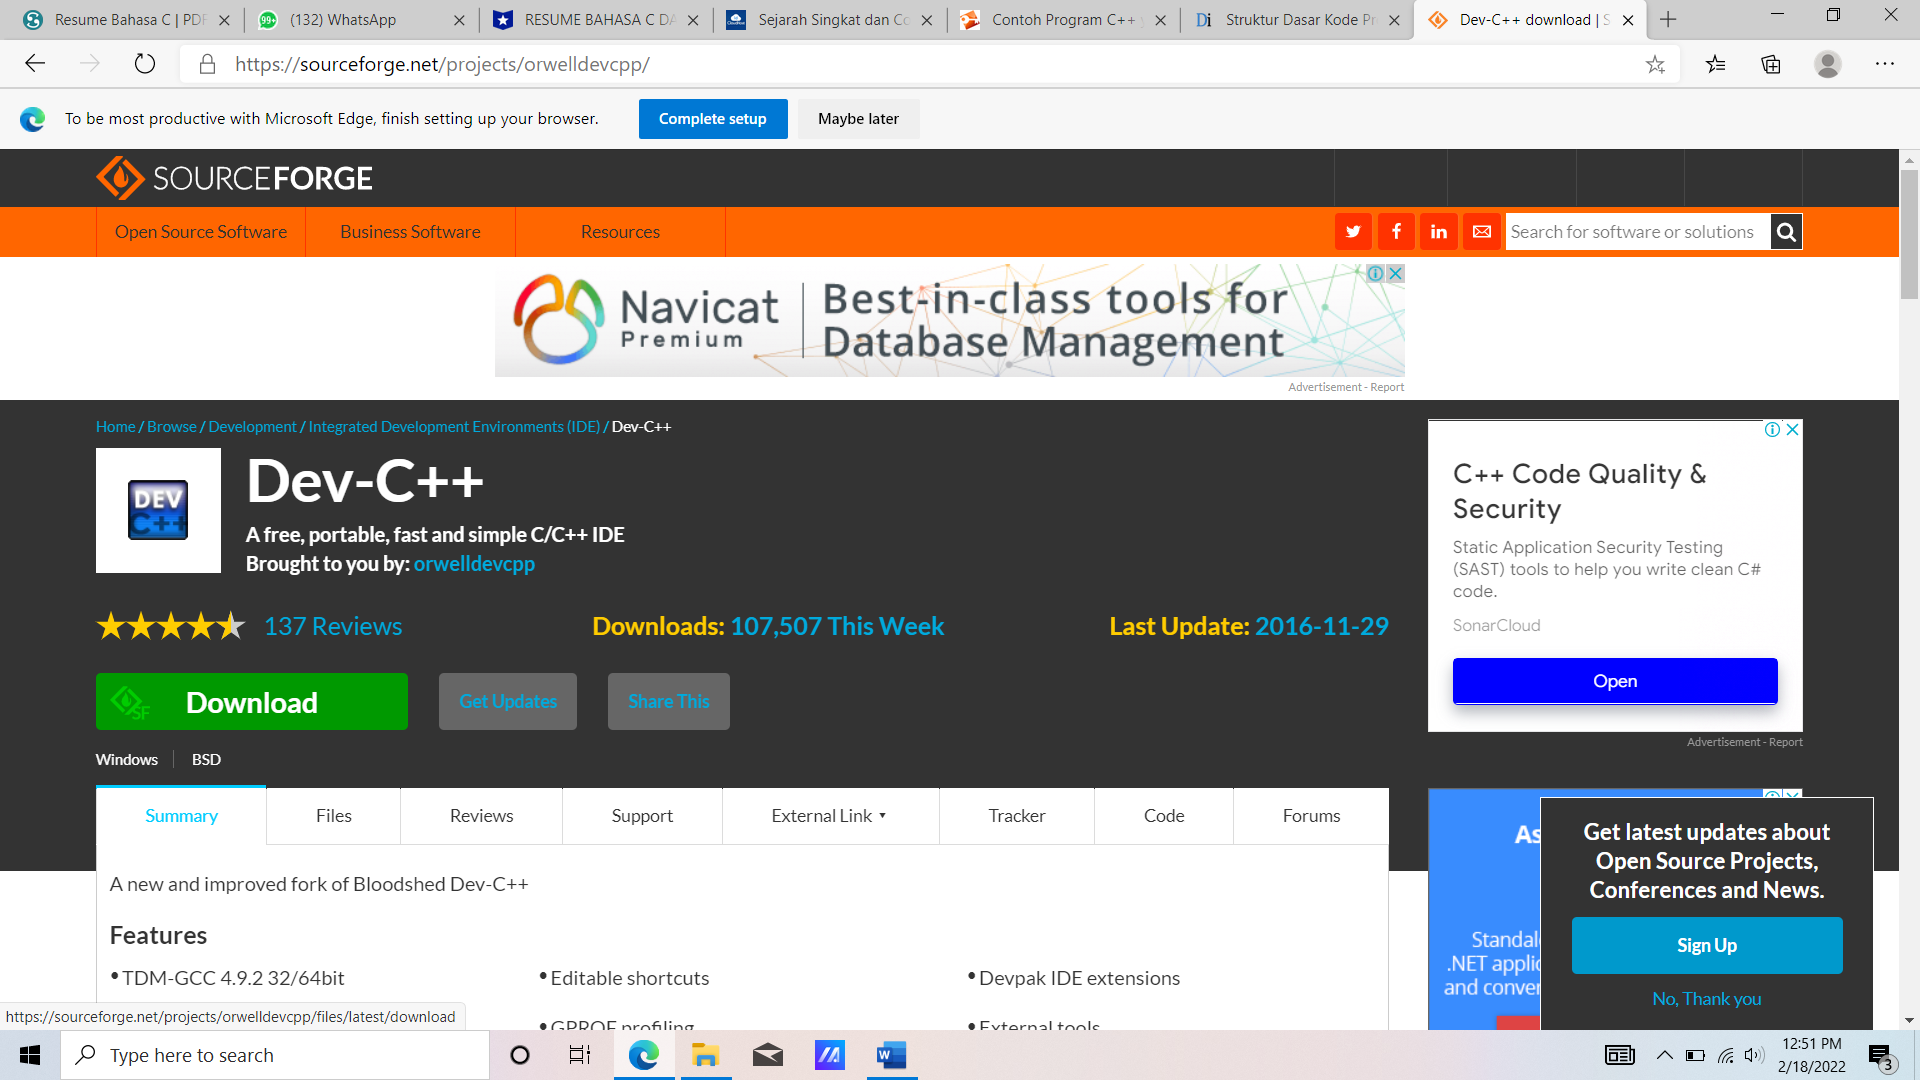 Resume Bahasa C | PDF
(132) WhatsApp
RESUME BAHASA C DA
Sejarah Singkat dan Co
Contoh Program C++
Struktur Dasar Kode Pr
Dev-C++ download | S
https://sourceforge.net/projects/orwelldevcpp/
To be most productive with Microsoft Edge, finish setting up your browser.
Complete setup
Maybe later
SOURCEFORGE
Open Source Software
Business Software
Resources
Search for software or solutions
Navicat Premium
Best-in-class tools for
Database Management
Advertisement - Report
Home / Browse / Development / Integrated Development Environments (IDE) / Dev-C++
DEV
C++
Dev-C++
A free, portable, fast and simple C/C++ IDE
Brought to you by: orwelldevcpp
137 Reviews
Downloads: 107,507 This Week
Last Update: 2016-11-29
Download
SF
Get Updates
Share This
Windows
BSD
C++ Code Quality &
Security
Static Application Security Testing
(SAST) tools to help you write clean C#
code.
SonarCloud
Open
Advertisement - Report
Summary
Files
Reviews
Support
External Link
Tracker
Code
Forums
A new and improved fork of Bloodshed Dev-C++
Features
• TDM-GCC 4.9.2 32/64bit
• Editable shortcuts
• Devpak IDE extensions
• GPROF profiling
• External tools
As
Standal
.NET applic
and conver
Get latest updates about
Open Source Projects,
Conferences and News.
Sign Up
No, Thank you
https://sourceforge.net/projects/orwelldevcpp/files/latest/download
Type here to search
12:51 PM
2/18/2022
3